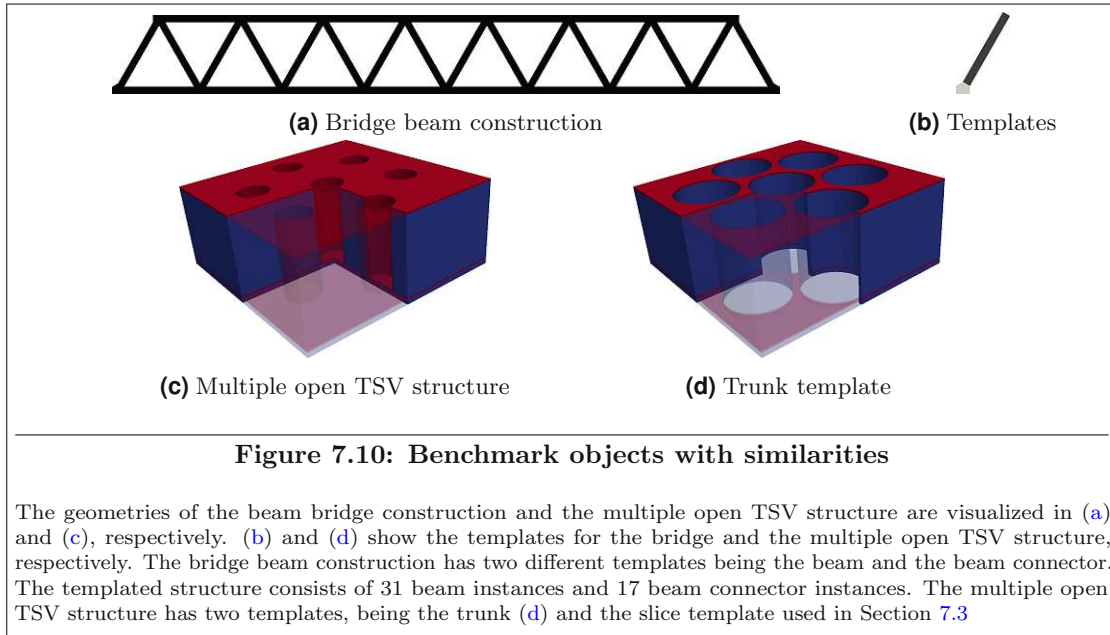 (a) Bridge beam construction
(b) Templates
(c) Multiple open TSV structure
(d) Trunk template
Figure 7.10: Benchmark objects with similarities
The geometries of the beam bridge construction and the multiple open TSV structure are visualized in (a)
and (c), respectively. (b) and (d) show the templates for the bridge and the multiple open TSV structure,
respectively. The bridge beam construction has two different templates being the beam and the beam connector.
The templated structure consists of 31 beam instances and 17 beam connector instances. The multiple open
TSV structure has two templates, being the trunk (d) and the slice template used in Section 7.3